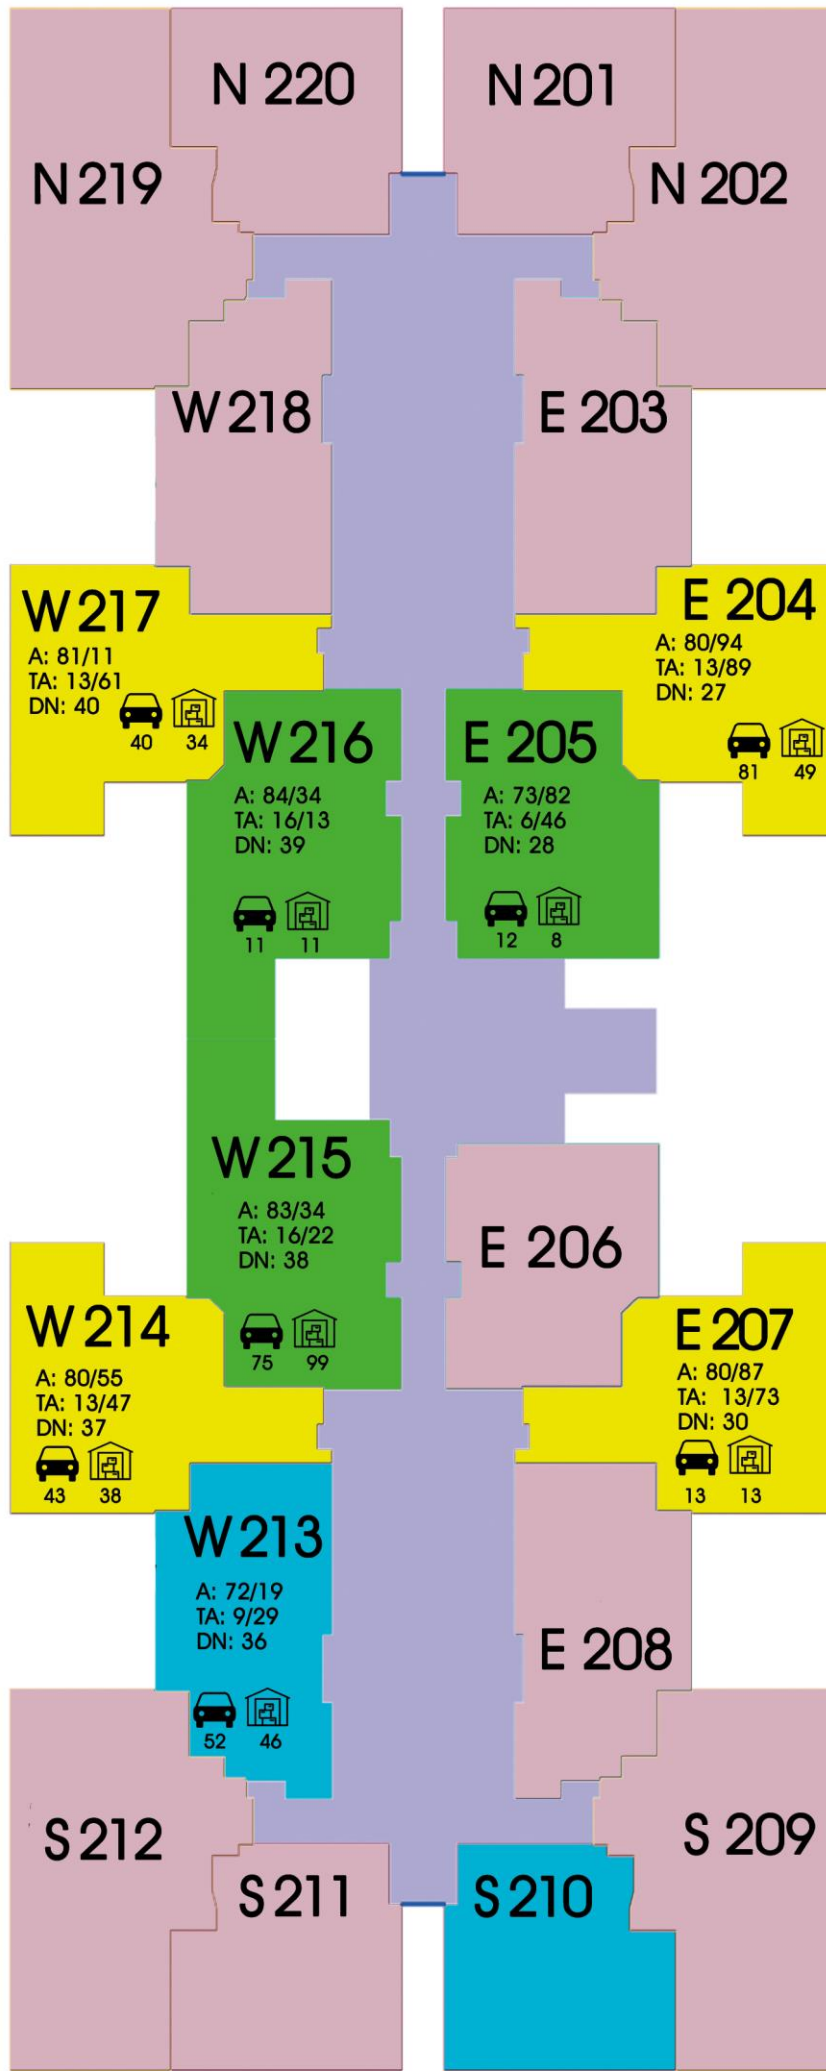 N 220
N 201
N 219
N 202
W 218
E 203
W 217
A: 81/11
TA: 13/61
DN: 40
40 34
E 204
A: 80/94
TA: 13/89
DN: 27
81 49
W 216
A: 84/34
TA: 16/13
DN: 39
11 11
E 205
A: 73/82
TA: 6/46
DN: 28
12 8
W 215
A: 83/34
TA: 16/22
DN: 38
75 99
E 206
W 214
A: 80/55
TA: 13/47
DN: 37
43 38
E 207
A: 80/87
TA: 13/73
DN: 30
13 13
W 213
A: 72/19
TA: 9/29
DN: 36
52 46
E 208
S 212
S 209
S 211
S 210